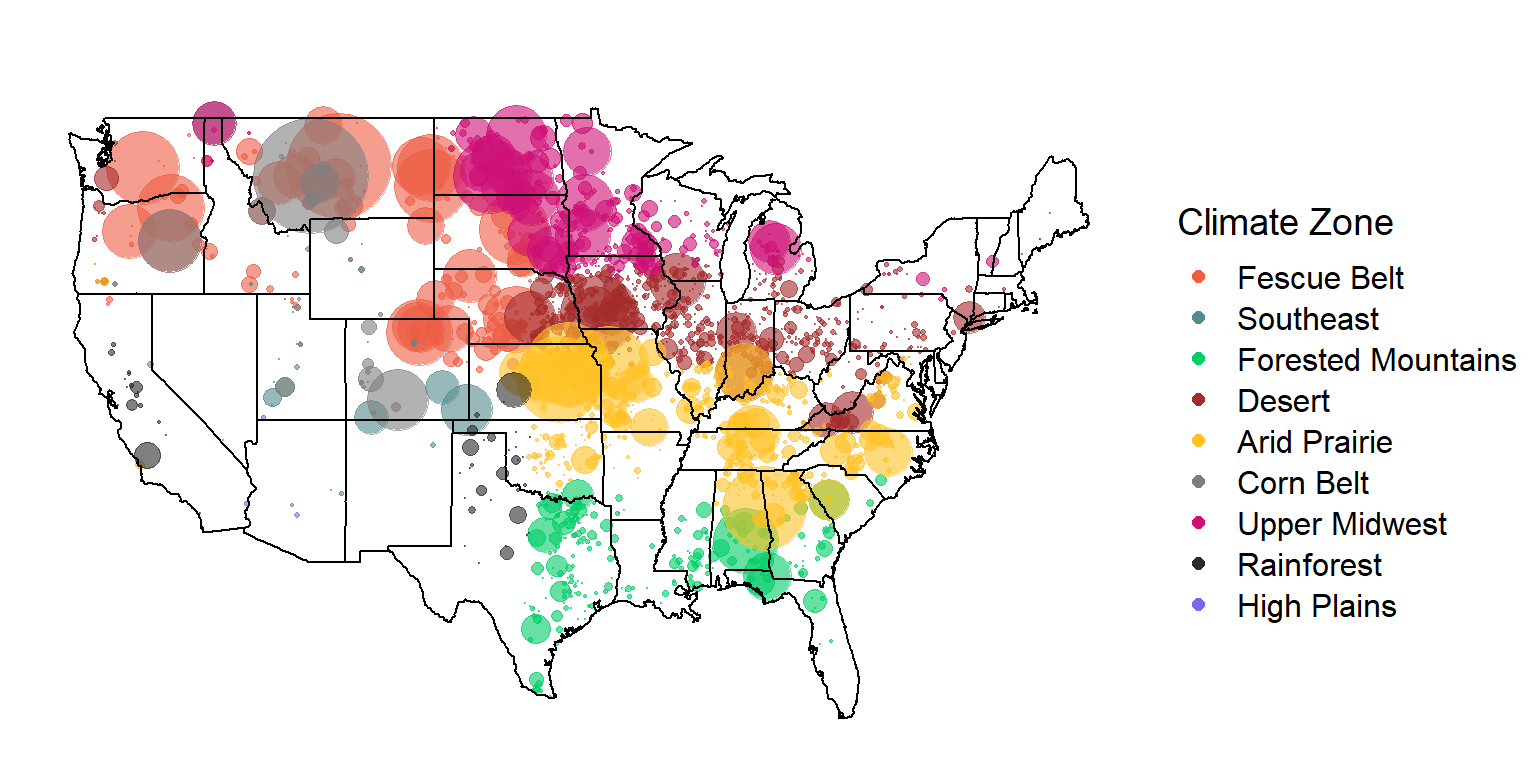 Climate Zone
Fescue Belt
Southeast
Forested Mountains
Desert
Arid Prairie
Corn Belt
Upper Midwest
Rainforest
High Plains